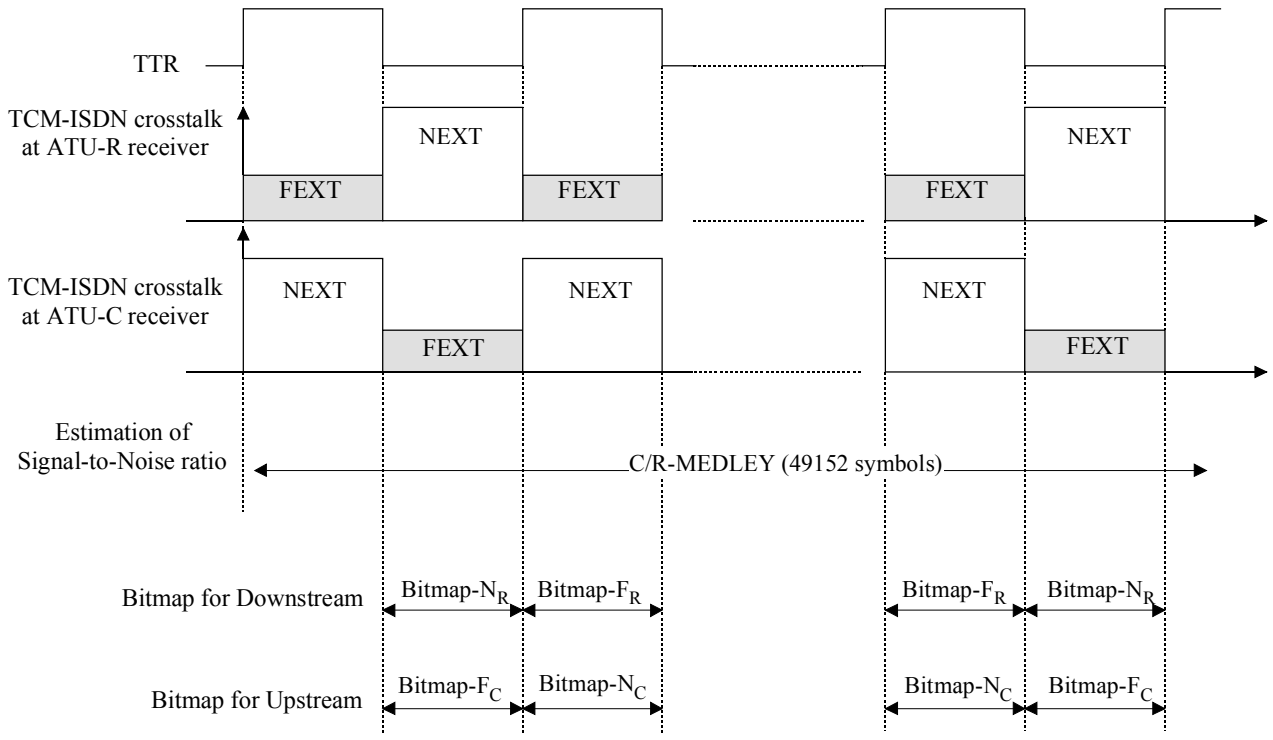 TTR
TCM-ISDN crosstalk
at ATU-R receiver
NEXT
NEXT
FEXT
FEXT
FEXT
TCM-ISDN crosstalk
at ATU-C receiver
NEXT
NEXT
NEXT
FEXT
FEXT
Estimation of
Signal-to-Noise ratio
C/R-MEDLEY (49152 symbols)
Bitmap for Downstream
Bitmap-N_R
Bitmap-F_R
Bitmap-F_R
Bitmap-N_R
Bitmap for Upstream
Bitmap-F_C
Bitmap-N_C
Bitmap-N_C
Bitmap-F_C